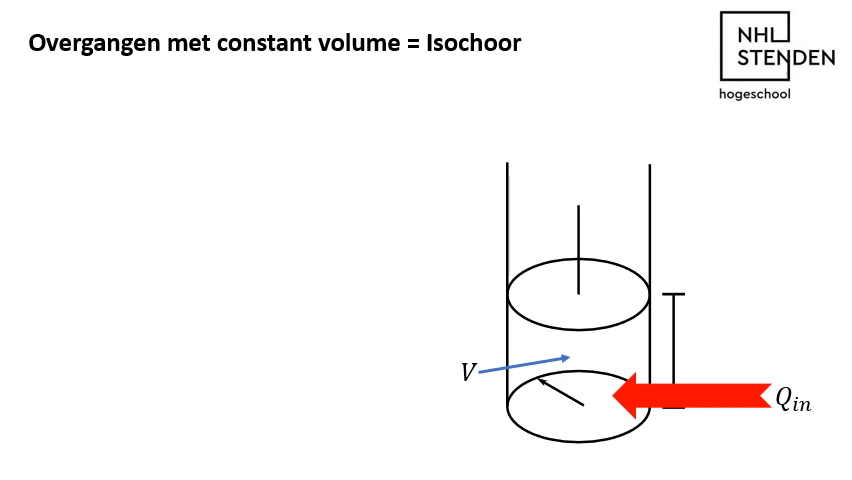 Overgangen met constant volume = Isochoor
NHL
STENDEN
hogeschool
V
Q_in